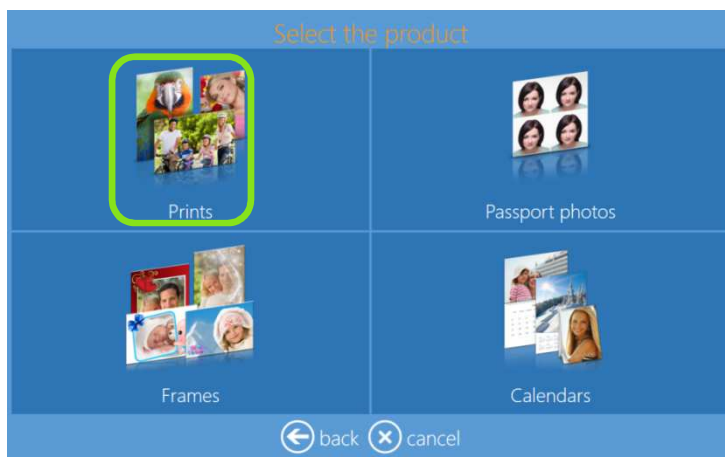 Select the product
Prints
Passport photos
Frames
Calendars
back
cancel